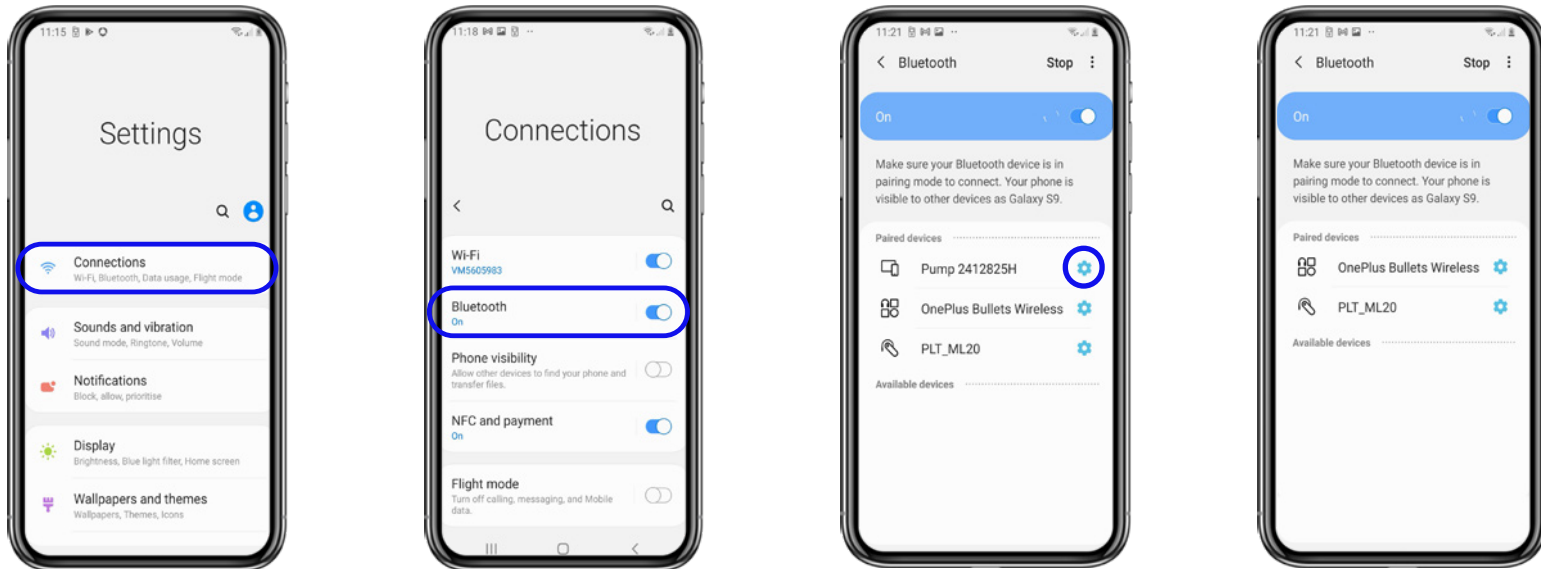 11:15
Settings
Connections
Wi-Fi, Bluetooth, Data usage, Flight mode
Sounds and vibration
Sound mode, Ringtone, Volume
Notifications
Block, allow, prioritise
Display
Brightness, Blue light filter, Home screen
Wallpapers and themes
Wallpapers, Themes, Icons
11:18
Connections
Wi-Fi
VM5605983
Bluetooth
On
Phone visibility
Allow other devices to find your phone and
transfer files.
NFC and payment
On
Flight mode
Turn off calling, messaging, and Mobile
data.
11:21
Bluetooth Stop
On
Make sure your Bluetooth device is in
pairing mode to connect. Your phone is
visible to other devices as Galaxy S9.
Paired devices
Pump 2412825H
OnePlus Bullets Wireless
PLT_ML20
Available devices
11:21
Bluetooth Stop
On
Make sure your Bluetooth device is in
pairing mode to connect. Your phone is
visible to other devices as Galaxy S9.
Paired devices
OnePlus Bullets Wireless
PLT_ML20
Available devices